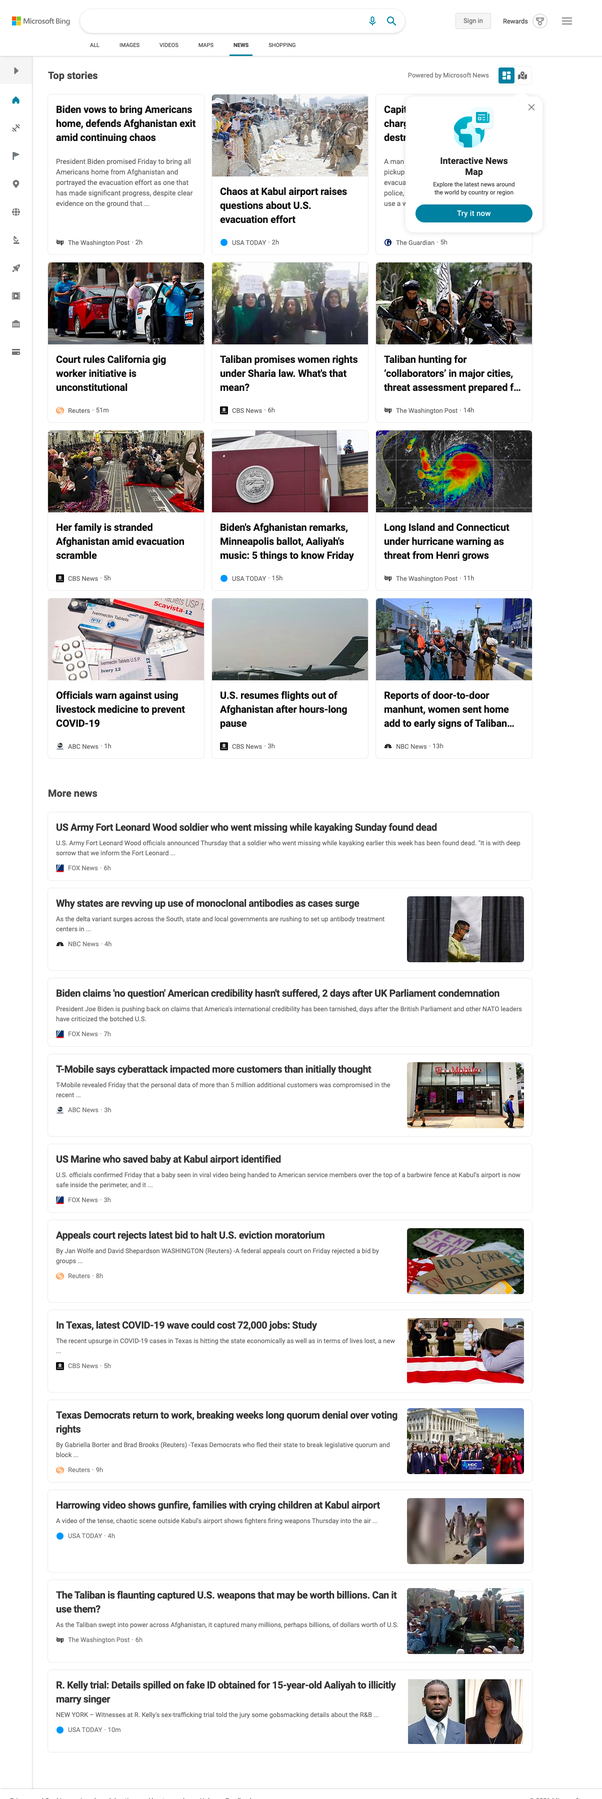 Microsoft Bing
Sign in
Rewards
ALL
IMAGES
VIDEOS
MAPS
NEWS
SHOPPING
Top stories
Powered by Microsoft News
Biden vows to bring Americans
home, defends Afghanistan exit
amid continuing chaos
President Biden promised Friday to bring all
Americans home from Afghanistan and
portrayed the evacuation effort as one that
has made significant progress, despite clear
evidence on the ground that ...
The Washington Post · 2h
Chaos at Kabul airport raises
questions about U.S.
evacuation effort
USA TODAY · 2h
Capit
charg
destr
A man
pickup
evacua
police,
use a w
The Guardian · 5h
Interactive News
Map
Explore the latest news around
the world by country or region
Try it now
Court rules California gig
worker initiative is
unconstitutional
Reuters · 51m
Taliban promises women rights
under Sharia law. What's that
mean?
CBS News · 6h
Taliban hunting for
‘collaborators’ in major cities,
threat assessment prepared f...
The Washington Post · 14h
Her family is stranded
Afghanistan amid evacuation
scramble
CBS News · 5h
Biden's Afghanistan remarks,
Minneapolis ballot, Aaliyah's
music: 5 things to know Friday
USA TODAY · 15h
Long Island and Connecticut
under hurricane warning as
threat from Henri grows
The Washington Post · 11h
Scavista-12
Ivermectin Tablets
Ivery 12
Officials warn against using
livestock medicine to prevent
COVID-19
ABC News · 1h
U.S. resumes flights out of
Afghanistan after hours-long
pause
CBS News · 3h
Reports of door-to-door
manhunt, women sent home
add to early signs of Taliban...
NBC News · 13h
More news
US Army Fort Leonard Wood soldier who went missing while kayaking Sunday found dead
U.S. Army Fort Leonard Wood officials announced Thursday that a soldier who went missing while kayaking earlier this week has been found dead. "It is with deep
sorrow that we inform the Fort Leonard ...
FOX News · 6h
Why states are revving up use of monoclonal antibodies as cases surge
As the delta variant surges across the South, state and local governments are rushing to set up antibody treatment
centers in ...
NBC News · 4h
Biden claims 'no question' American credibility hasn't suffered, 2 days after UK Parliament condemnation
President Joe Biden is pushing back on claims that America's international credibility has been tarnished, days after the British Parliament and other NATO leaders
have criticized the botched U.S.
FOX News · 7h
T-Mobile says cyberattack impacted more customers than initially thought
T-Mobile revealed Friday that the personal data of more than 5 million additional customers was compromised in the
recent ...
ABC News · 3h
US Marine who saved baby at Kabul airport identified
U.S. officials confirmed Friday that a baby seen in viral video being handed to American service members over the top of a barbwire fence at Kabul's airport is now
safe inside the perimeter, and it ...
FOX News · 3h
Appeals court rejects latest bid to halt U.S. eviction moratorium
By Jan Wolfe and David Shepardson WASHINGTON (Reuters) -A federal appeals court on Friday rejected a bid by
groups ...
Reuters · 8h
RENT
STRIKE
NO WORK
NO RENT
In Texas, latest COVID-19 wave could cost 72,000 jobs: Study
The recent upsurge in COVID-19 cases in Texas is hitting the state economically as well as in terms of lives lost, a new
...
CBS News · 5h
Texas Democrats return to work, breaking weeks long quorum denial over voting
rights
By Gabriella Borter and Brad Brooks (Reuters) -Texas Democrats who fled their state to break legislative quorum and
block ...
Reuters · 9h
Harrowing video shows gunfire, families with crying children at Kabul airport
A video of the tense, chaotic scene outside Kabul's airport shows fighters firing weapons Thursday into the air ...
USA TODAY · 4h
The Taliban is flaunting captured U.S. weapons that may be worth billions. Can it
use them?
As the Taliban swept into power across Afghanistan, it captured many millions, perhaps billions, of dollars worth of U.S.
The Washington Post · 6h
R. Kelly trial: Details spilled on fake ID obtained for 15-year-old Aaliyah to illicitly
marry singer
NEW YORK – Witnesses at R. Kelly's sex-trafficking trial told the jury some gobsmacking details about the R&B ...
USA TODAY · 10m